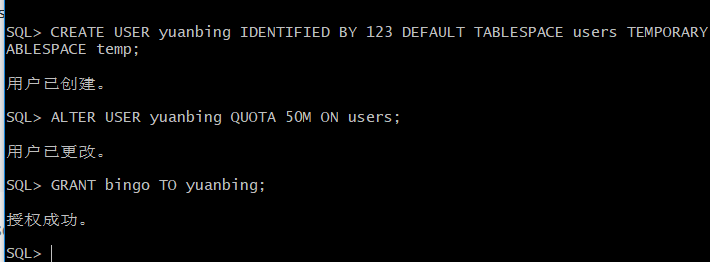 SQL> CREATE USER yuanbing IDENTIFIED BY 123 DEFAULT TABLESPACE users TEMPORARY
ABLESPACE temp;
用户已创建。
SQL> ALTER USER yuanbing QUOTA 50M ON users;
用户已更改。
SQL> GRANT bingo TO yuanbing;
授权成功。
SQL>